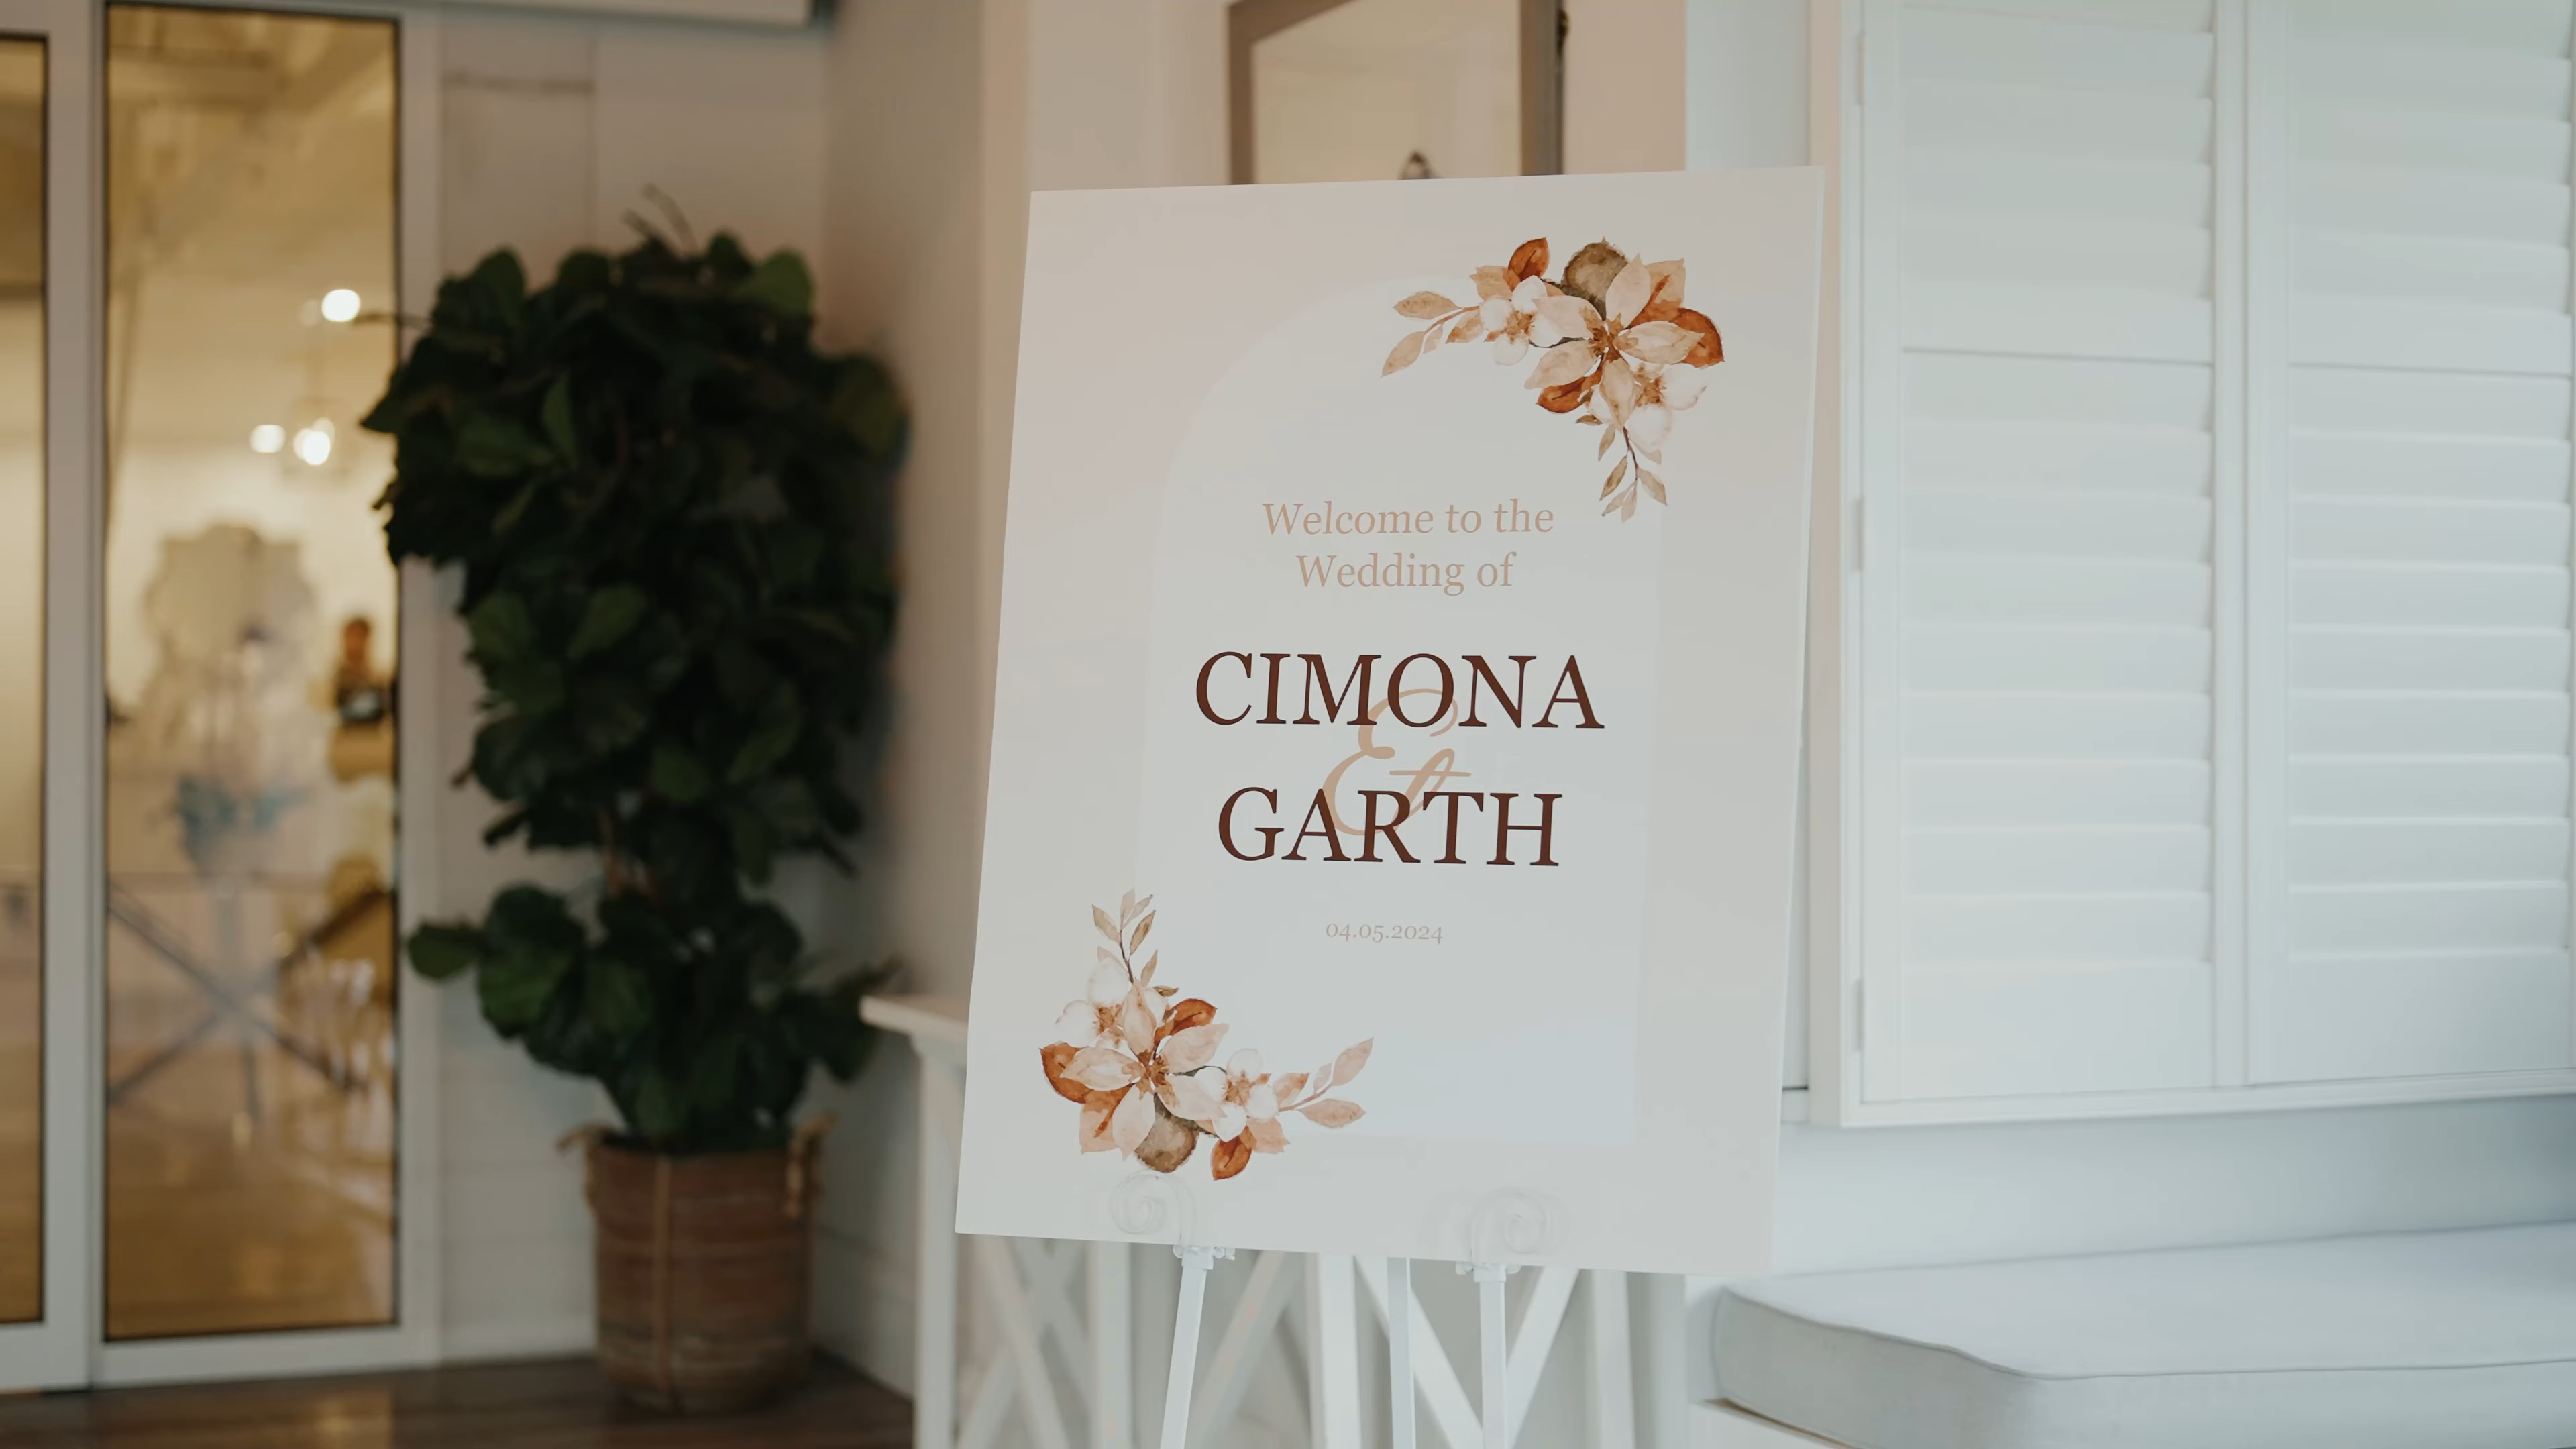 Welcome to the
Wedding of
CIMONA
&
GARTH
04.05.2024